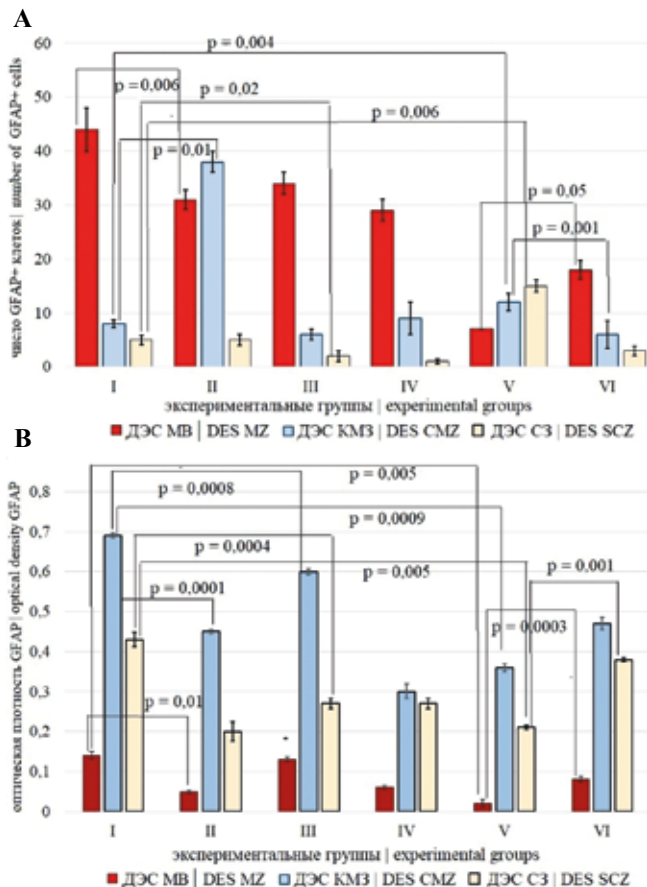 A
число GFAP+ клеток | number of GFAP+ cells
60
50
40
30
20
10
0
p = 0,004
p = 0,006
p = 0,02
p = 0,006
p = 0,01
p = 0,05
p = 0,001
I II III IV V VI
экспериментальные группы | experimental groups
ДЭС МВ | DES MZ ДЭС КМЗ | DES CMZ ДЭС СЗ | DES SCZ
B
оптическая плотность GFAP | optical density GFAP
0,8
0,7
0,6
0,5
0,4
0,3
0,2
0,1
0
p = 0,005
p = 0,0008
p = 0,0009
p = 0,0004
p = 0,005
p = 0,001
p = 0,0001
p = 0,0003
p = 0,01
I II III IV V VI
экспериментальные группы | experimental groups
ДЭС МВ | DES MZ ДЭС КМЗ | DES CMZ ДЭС СЗ | DES SCZ